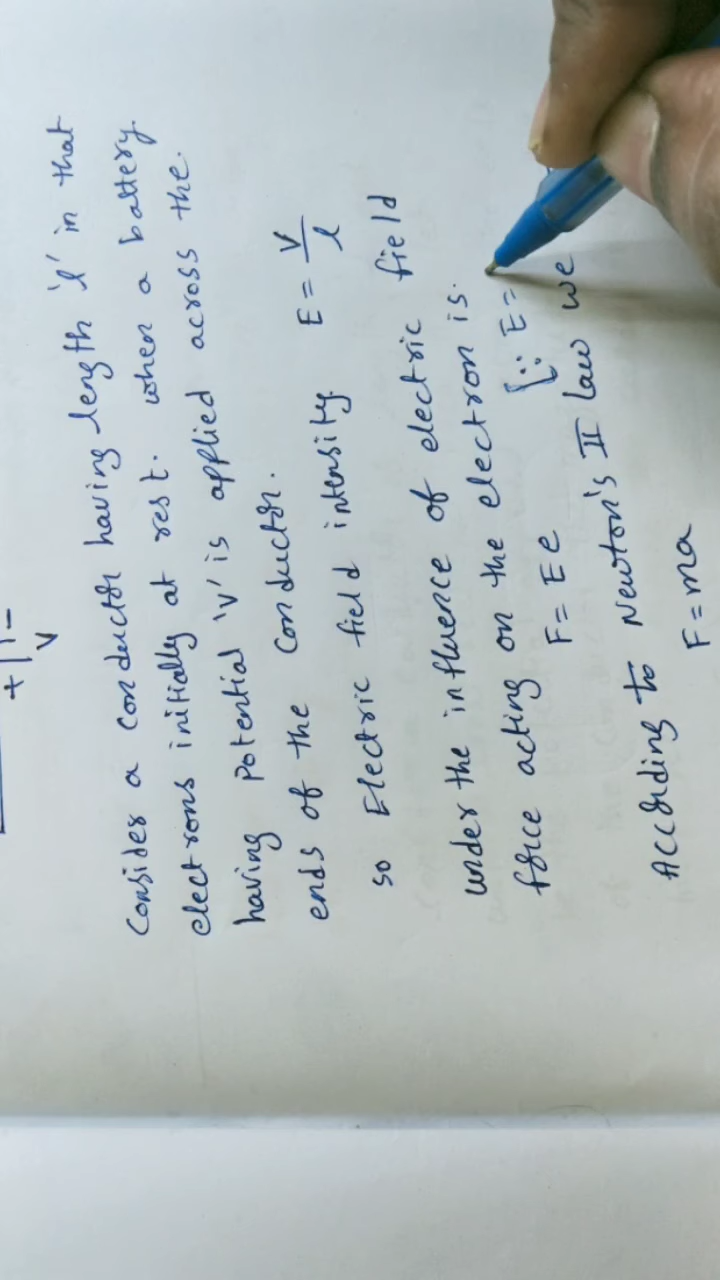 + -
V
Consider a conductor having length 'l' in that
electrons initially at rest. when a battery
having potential 'V' is applied across the.
ends of the conductor.
so Electric field intensity E = V/l
under the influence of electric field
force acting on the electron is.
F = Ee [∵ E =
According to Newton's II law we
F = ma